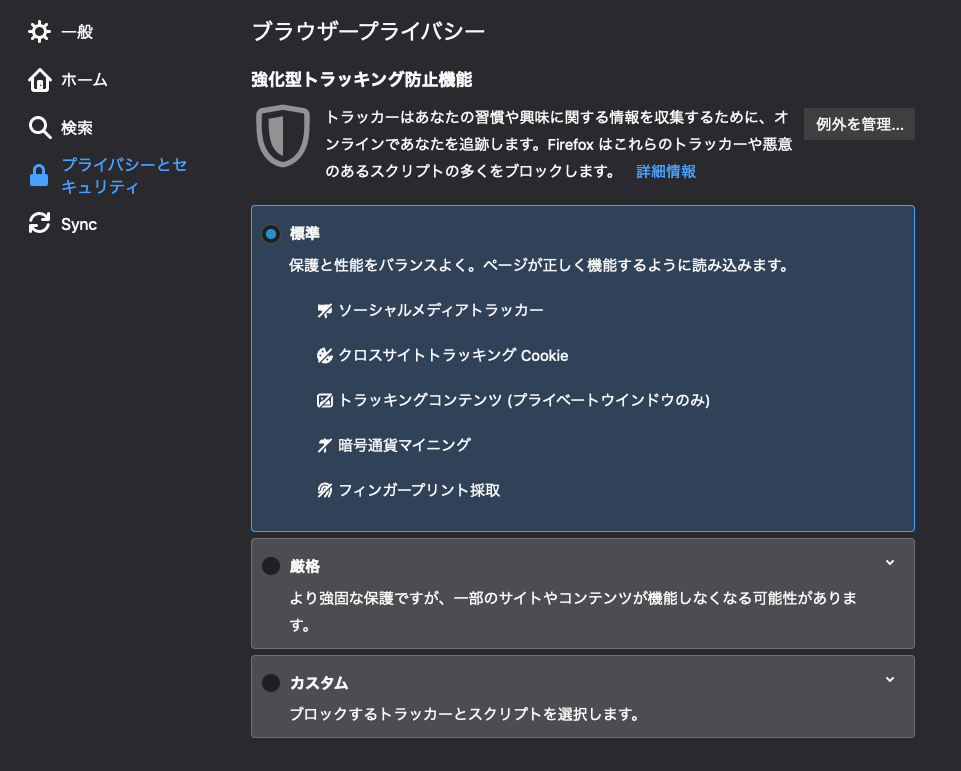 一般
ホーム
検索
プライバシーとセ
キュリティ
Sync
ブラウザープライバシー
強化型トラッキング防止機能
トラッカーはあなたの習慣や興味に関する情報を収集するために、オ
ンラインであなたを追跡します。Firefox はこれらのトラッカーや悪意
のあるスクリプトの多くをブロックします。 詳細情報
例外を管理...
標準
保護と性能をバランスよく。ページが正しく機能するように読み込みます。
ソーシャルメディアトラッカー
クロスサイトトラッキング Cookie
トラッキングコンテンツ (プライベートウインドウのみ)
暗号通貨マイニング
フィンガープリント採取
厳格
より強固な保護ですが、一部のサイトやコンテンツが機能しなくなる可能性がありま
す。
カスタム
ブロックするトラッカーとスクリプトを選択します。